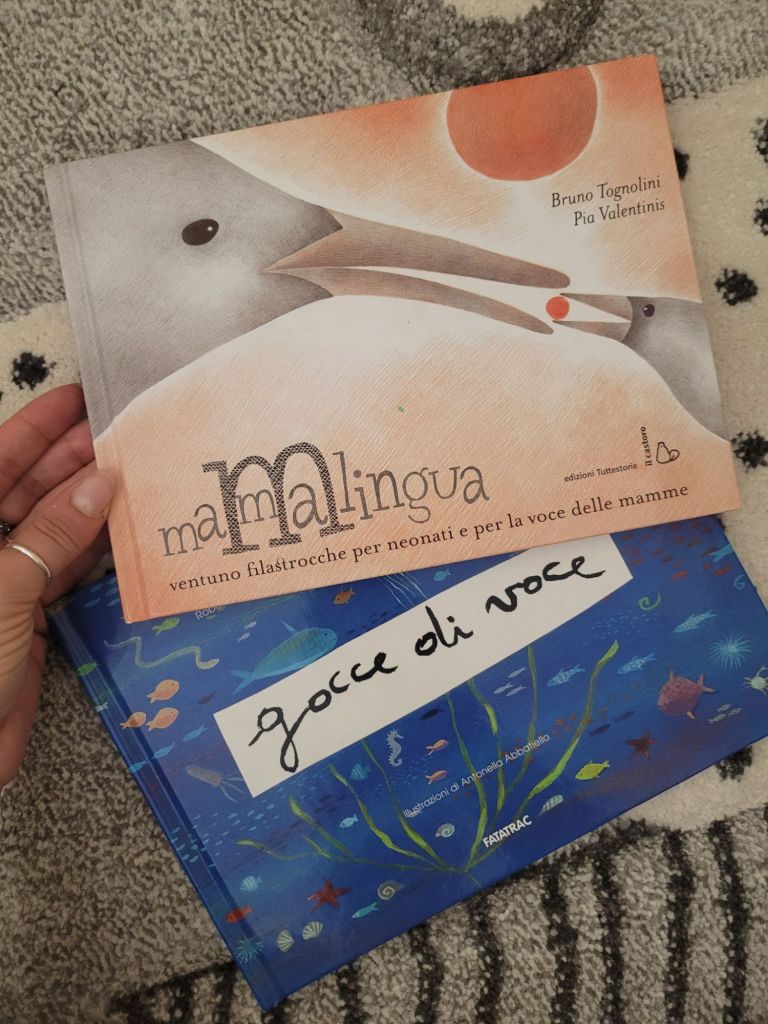 Bruno Tognolini
Pia Valentinis
mammalingua
edizioni Tuttestorie
il castoro
ventuno filastrocche per neonati e per la voce delle mamme
gocce di voce
Illustrazioni di Antonella Abbatiello
FATATRAC